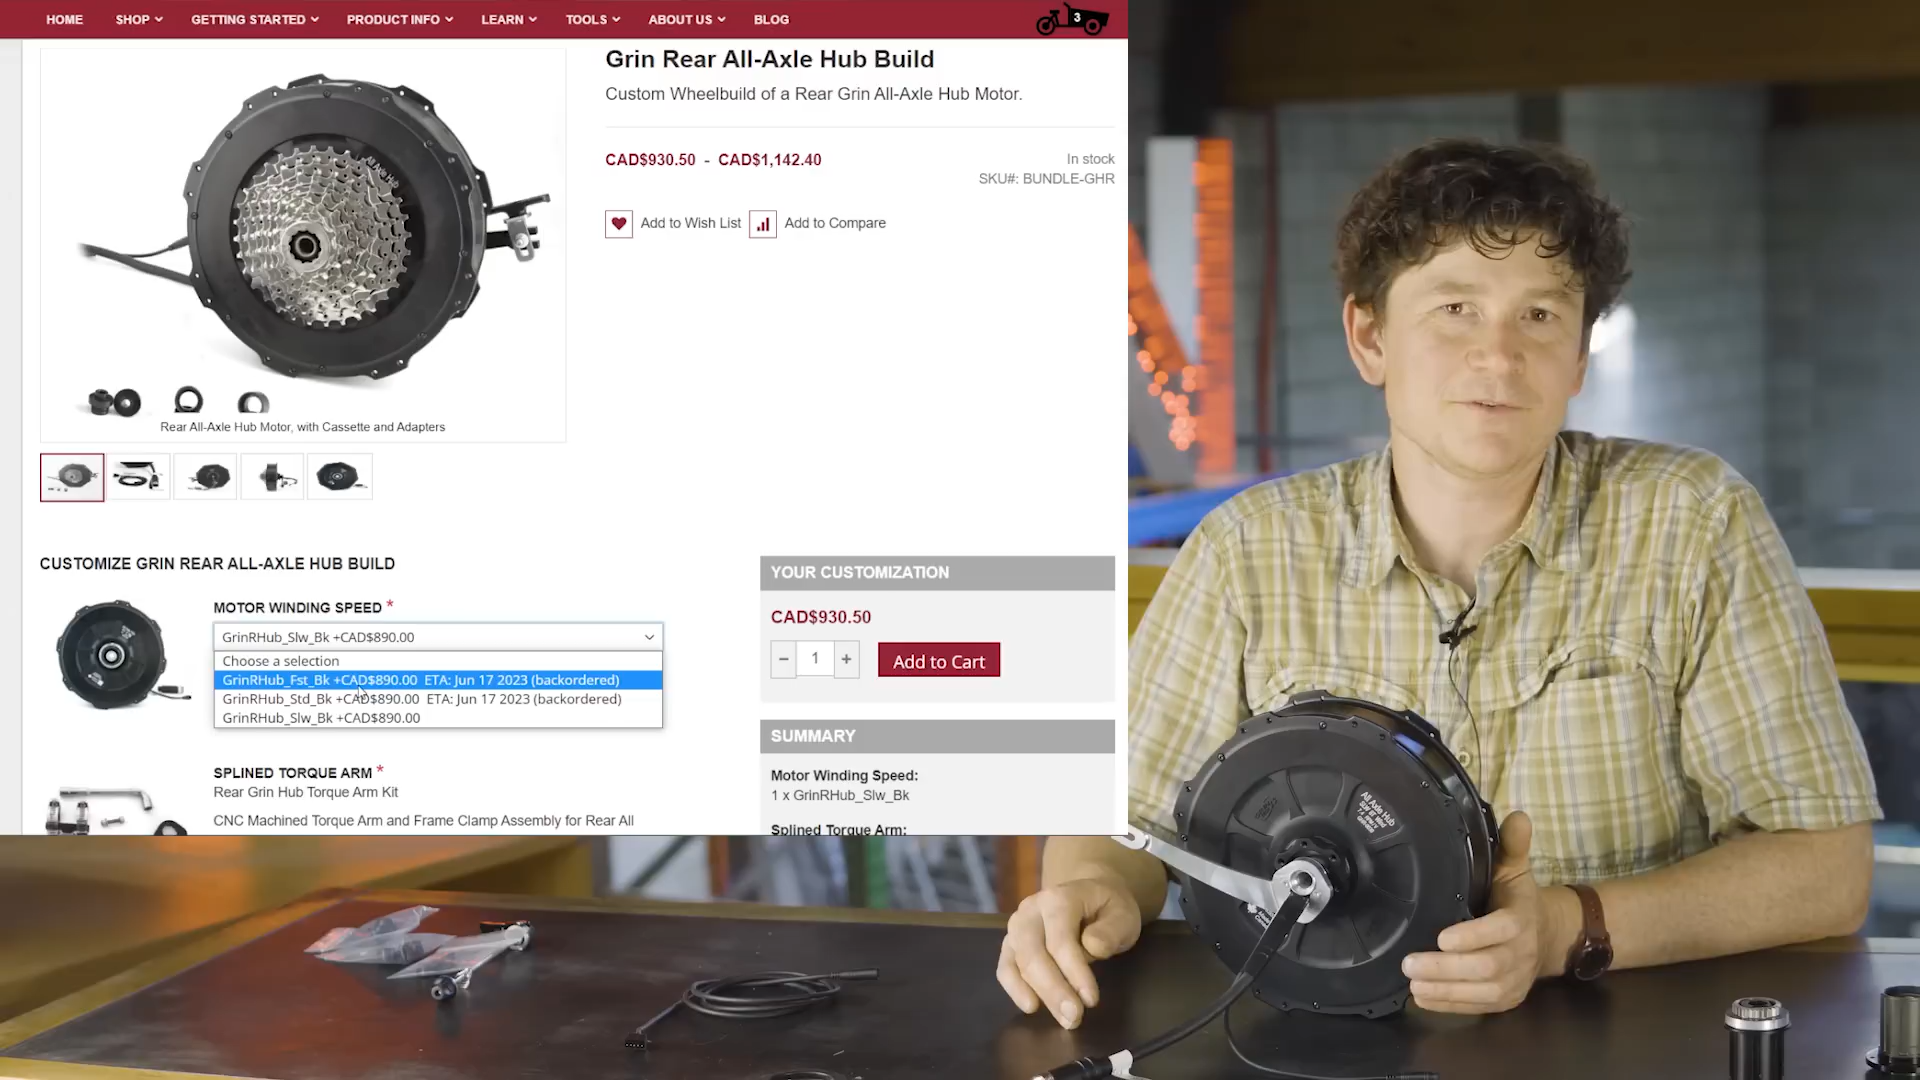 HOME
SHOP
GETTING STARTED
PRODUCT INFO
LEARN
TOOLS
ABOUT US
BLOG
3
Grin Rear All-Axle Hub Build
Custom Wheelbuild of a Rear Grin All-Axle Hub Motor.
CAD$930.50 - CAD$1,142.40
In stock
SKU#: BUNDLE-GHR
Add to Wish List
Add to Compare
All Axle Hub
Rear All-Axle Hub Motor, with Cassette and Adapters
CUSTOMIZE GRIN REAR ALL-AXLE HUB BUILD
MOTOR WINDING SPEED *
GrinRHub_Slw_Bk +CAD$890.00
Choose a selection
GrinRHub_Fst_Bk +CAD$890.00 ETA: Jun 17 2023 (backordered)
GrinRHub_Std_Bk +CAD$890.00 ETA: Jun 17 2023 (backordered)
GrinRHub_Slw_Bk +CAD$890.00
SPLINED TORQUE ARM *
Rear Grin Hub Torque Arm Kit
CNC Machined Torque Arm and Frame Clamp Assembly for Rear All
YOUR CUSTOMIZATION
CAD$930.50
− 1 +
Add to Cart
SUMMARY
Motor Winding Speed:
1 x GrinRHub_Slw_Bk
Splined Torque Arm:
All Axle Hub